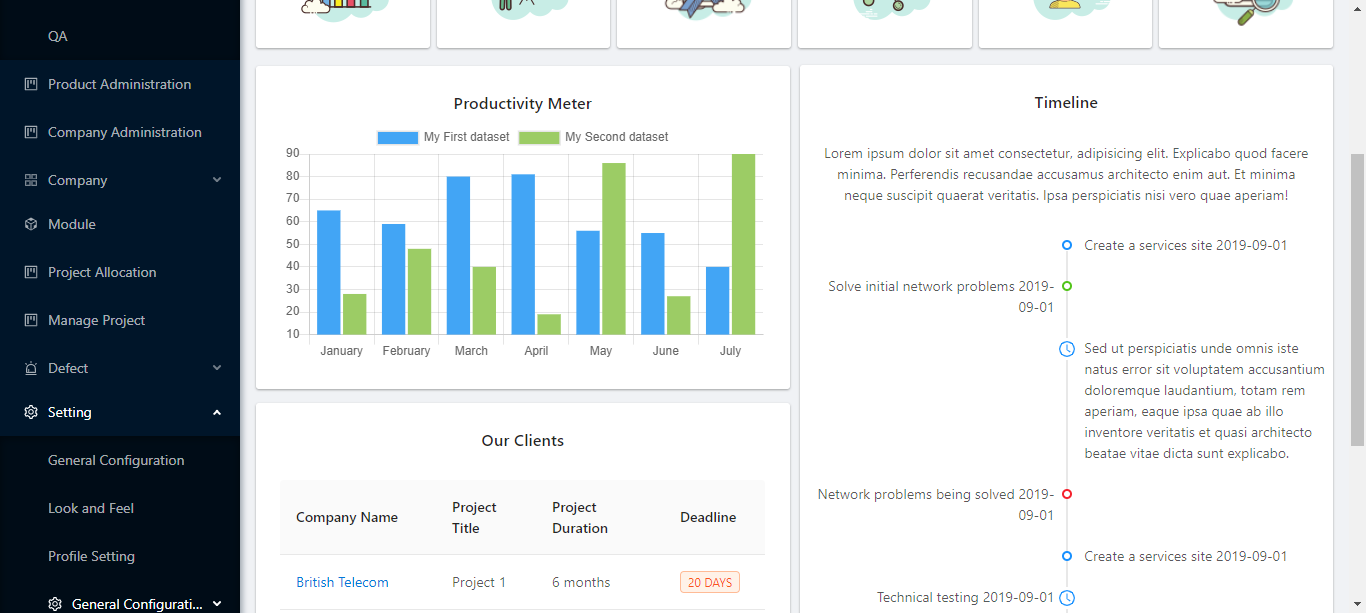 QA
Product Administration
Company Administration
Company
Module
Project Allocation
Manage Project
Defect
Setting
General Configuration
Look and Feel
Profile Setting
General Configurati...
Productivity Meter
My First dataset
My Second dataset
90
80
70
60
50
40
30
20
10
January
February
March
April
May
June
July
Our Clients
Company Name
Project
Title
Project
Duration
Deadline
British Telecom
Project 1
6 months
20 DAYS
Timeline
Lorem ipsum dolor sit amet consectetur, adipisicing elit. Explicabo quod facere
minima. Perferendis recusandae accusamus architecto enim aut. Et minima
neque suscipit quaerat veritatis. Ipsa perspiciatis nisi vero quae aperiam!
Create a services site 2019-09-01
Solve initial network problems 2019-
09-01
Sed ut perspiciatis unde omnis iste
natus error sit voluptatem accusantium
doloremque laudantium, totam rem
aperiam, eaque ipsa quae ab illo
inventore veritatis et quasi architecto
beatae vitae dicta sunt explicabo.
Network problems being solved 2019-
09-01
Create a services site 2019-09-01
Technical testing 2019-09-01